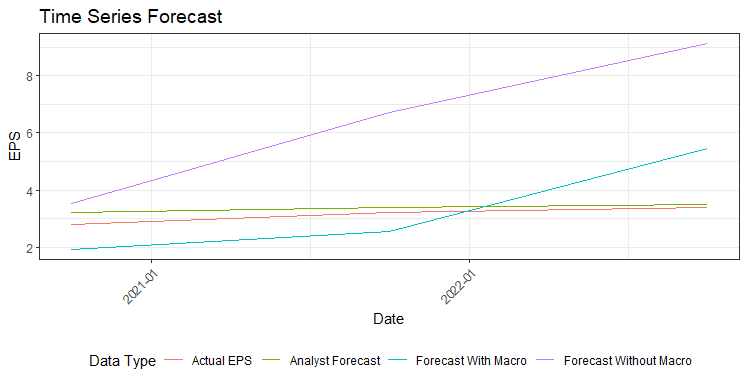 Time Series Forecast
8
6
4
2
EPS
2021-01
2022-01
Date
Data Type Actual EPS Analyst Forecast Forecast With Macro Forecast Without Macro